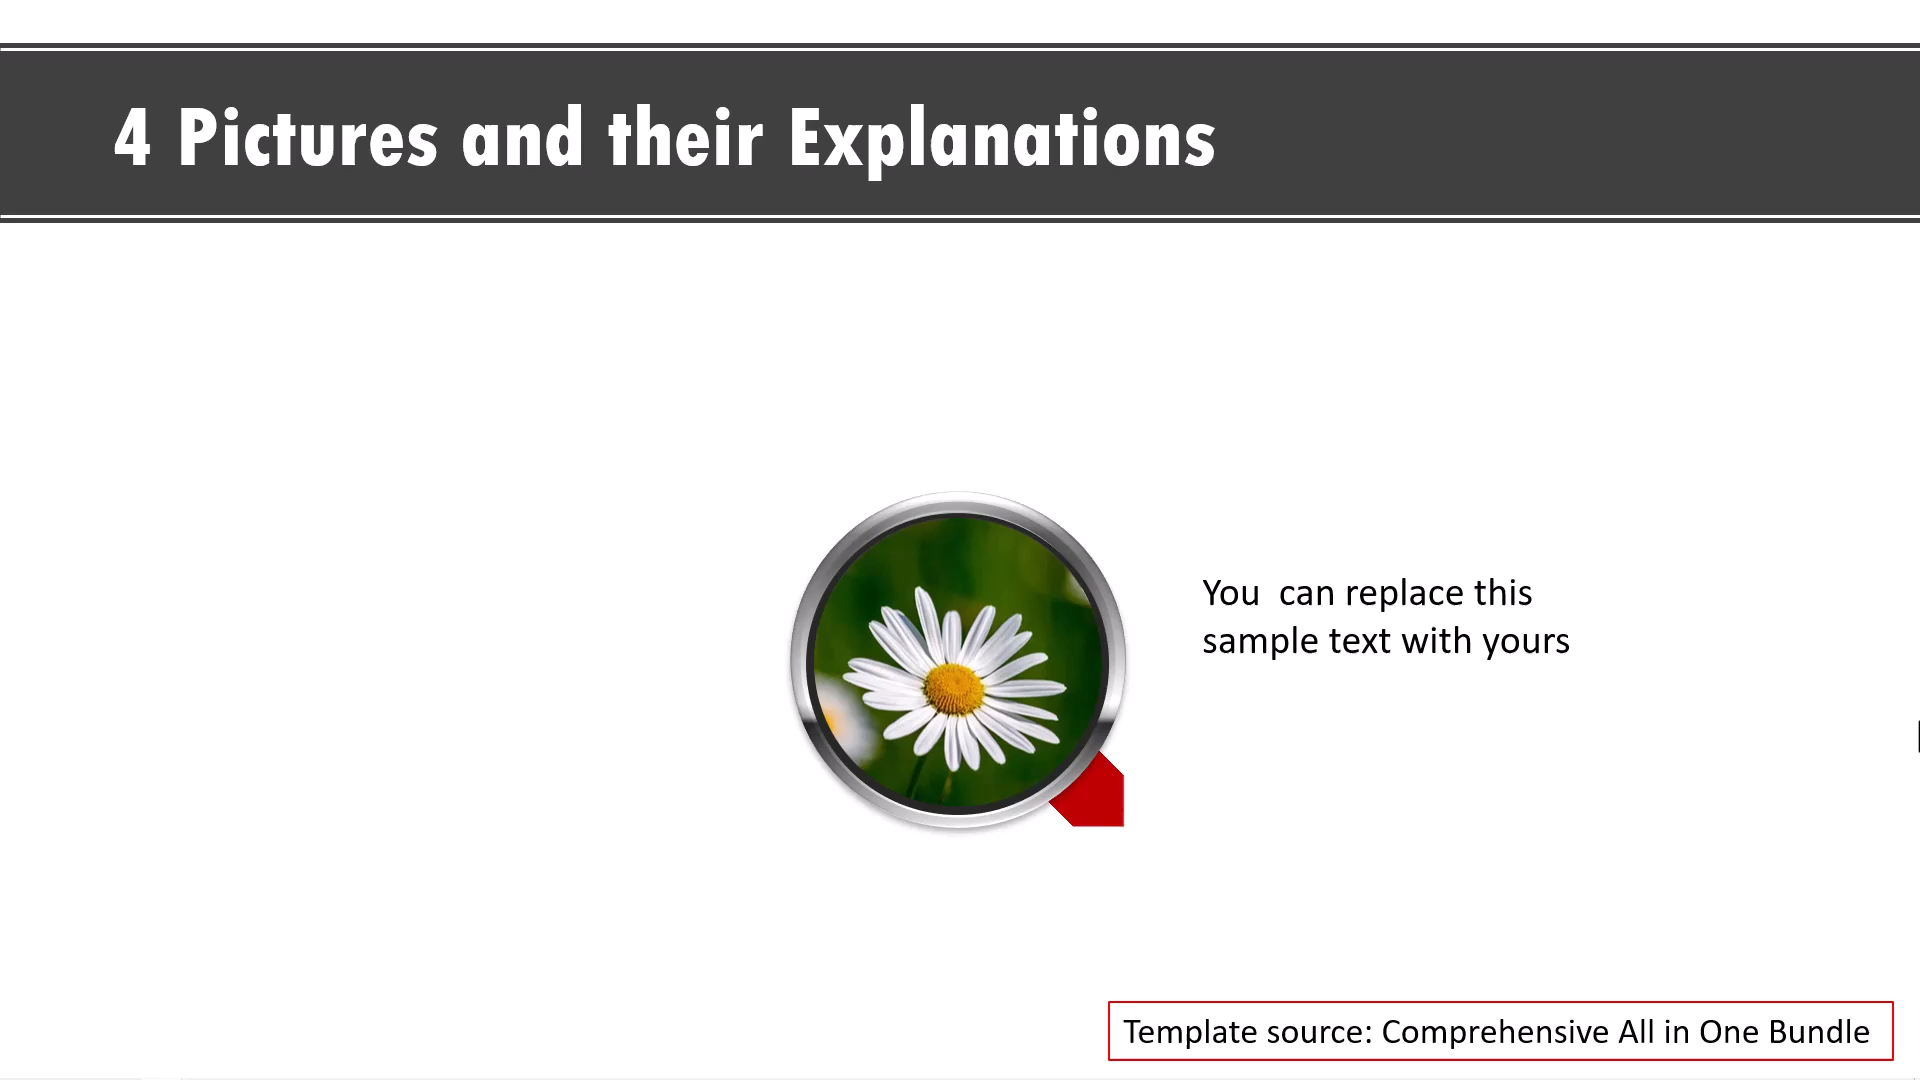 4 Pictures and their Explanations
You  can replace this
sample text with yours
Template source: Comprehensive All in One Bundle